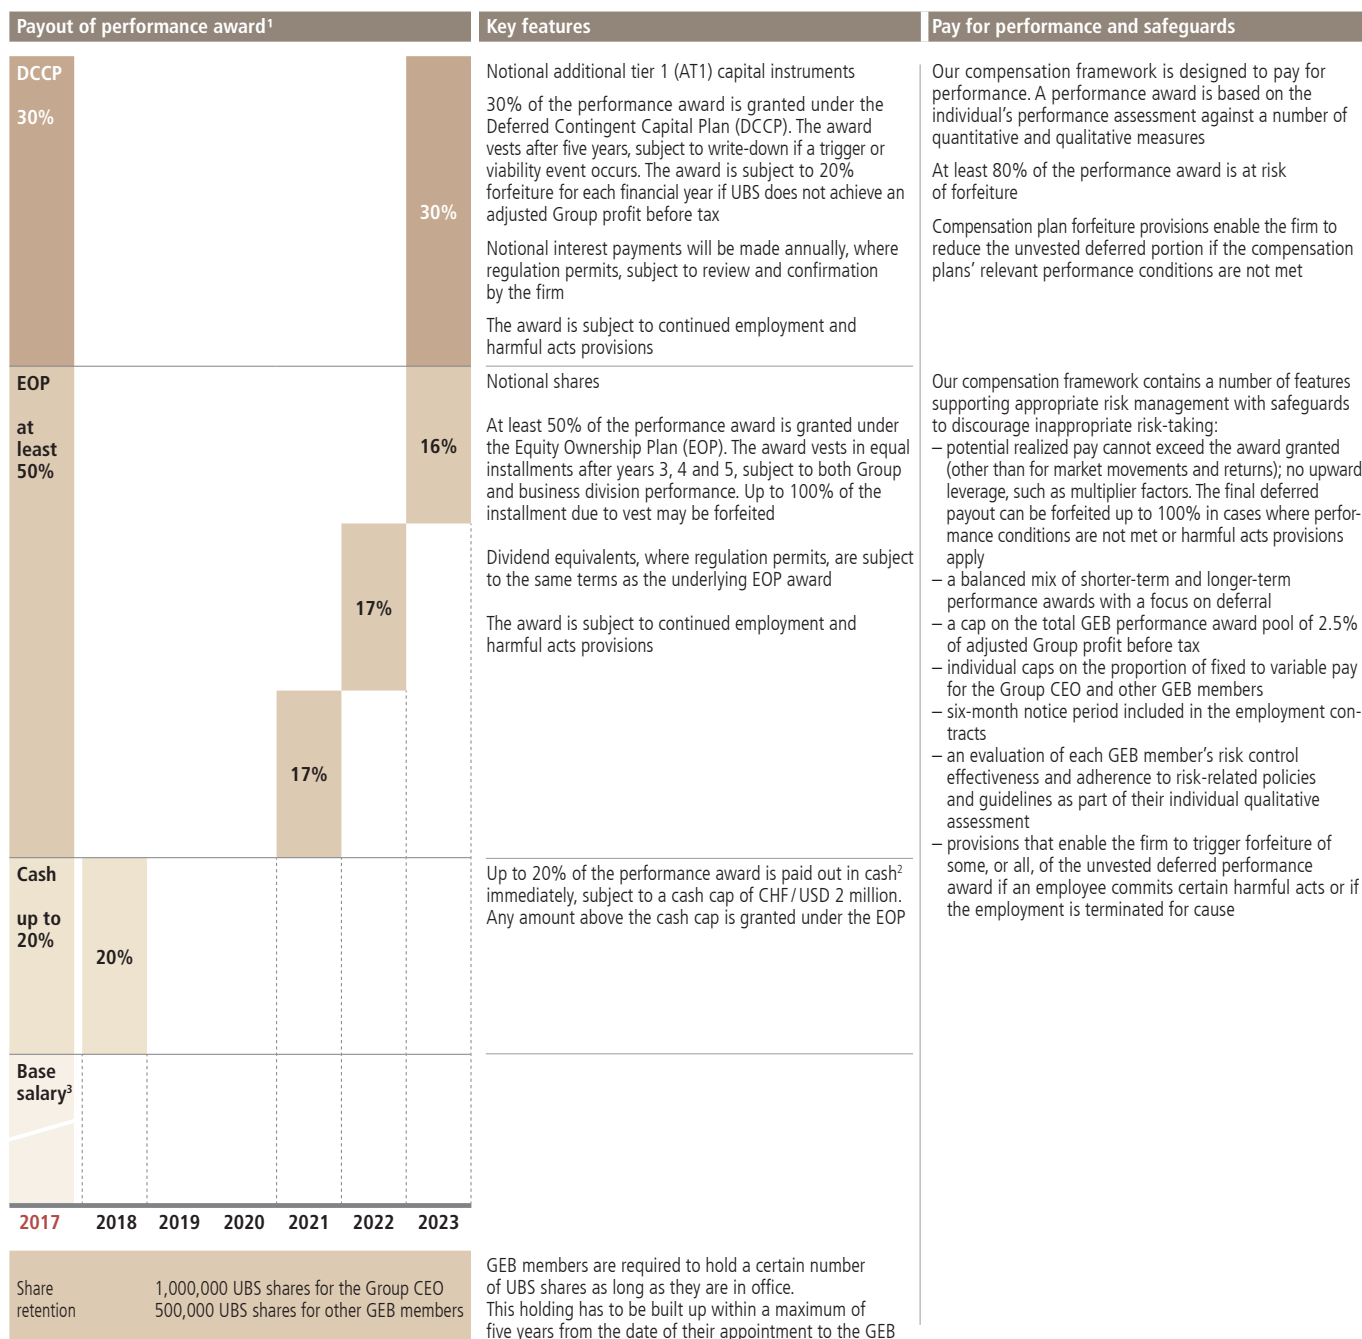 Payout of performance award¹
DCCP
30%
30%
EOP
at
least
50%
16%
17%
17%
Cash
up to
20%
20%
Base
salary³
2017 2018 2019 2020 2021 2022 2023
Share
retention
1,000,000 UBS shares for the Group CEO
500,000 UBS shares for other GEB members
Key features
Notional additional tier 1 (AT1) capital instruments
30% of the performance award is granted under the
Deferred Contingent Capital Plan (DCCP). The award
vests after five years, subject to write-down if a trigger or
viability event occurs. The award is subject to 20%
forfeiture for each financial year if UBS does not achieve an
adjusted Group profit before tax
Notional interest payments will be made annually, where
regulation permits, subject to review and confirmation
by the firm
The award is subject to continued employment and
harmful acts provisions
Notional shares
At least 50% of the performance award is granted under
the Equity Ownership Plan (EOP). The award vests in equal
installments after years 3, 4 and 5, subject to both Group
and business division performance. Up to 100% of the
installment due to vest may be forfeited
Dividend equivalents, where regulation permits, are subject
to the same terms as the underlying EOP award
The award is subject to continued employment and
harmful acts provisions
Up to 20% of the performance award is paid out in cash²
immediately, subject to a cash cap of CHF / USD 2 million.
Any amount above the cash cap is granted under the EOP
GEB members are required to hold a certain number
of UBS shares as long as they are in office.
This holding has to be built up within a maximum of
five years from the date of their appointment to the GEB
Pay for performance and safeguards
Our compensation framework is designed to pay for
performance. A performance award is based on the
individual's performance assessment against a number of
quantitative and qualitative measures
At least 80% of the performance award is at risk
of forfeiture
Compensation plan forfeiture provisions enable the firm to
reduce the unvested deferred portion if the compensation
plans' relevant performance conditions are not met
Our compensation framework contains a number of features
supporting appropriate risk management with safeguards
to discourage inappropriate risk-taking:
– potential realized pay cannot exceed the award granted
(other than for market movements and returns); no upward
leverage, such as multiplier factors. The final deferred
payout can be forfeited up to 100% in cases where perfor-
mance conditions are not met or harmful acts provisions
apply
– a balanced mix of shorter-term and longer-term
performance awards with a focus on deferral
– a cap on the total GEB performance award pool of 2.5%
of adjusted Group profit before tax
– individual caps on the proportion of fixed to variable pay
for the Group CEO and other GEB members
– six-month notice period included in the employment con-
tracts
– an evaluation of each GEB member's risk control
effectiveness and adherence to risk-related policies
and guidelines as part of their individual qualitative
assessment
– provisions that enable the firm to trigger forfeiture of
some, or all, of the unvested deferred performance
award if an employee commits certain harmful acts or if
the employment is terminated for cause